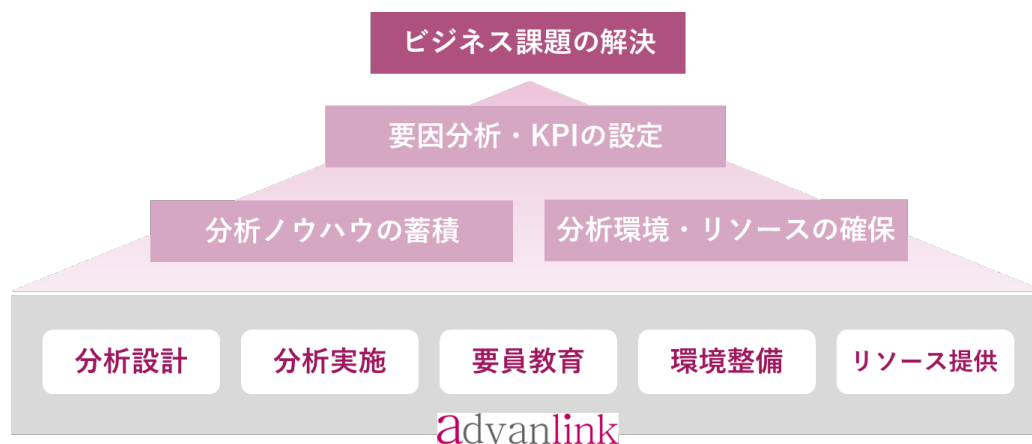 ビジネス課題の解決
要因分析・KPIの設定
分析ノウハウの蓄積
分析環境・リソースの確保
分析設計
分析実施
要員教育
環境整備
リソース提供
advanlink